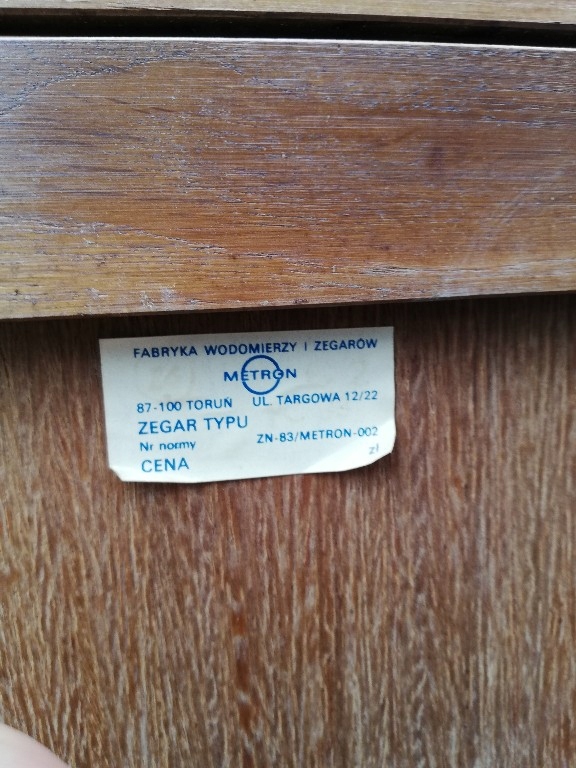 FABRYKA WODOMIERZY I ZEGARÓW
METRON
87-100 TORUŃ UL. TARGOWA 12/22
ZEGAR TYPU
Nr normy ZN-83/METRON-002
CENA zł